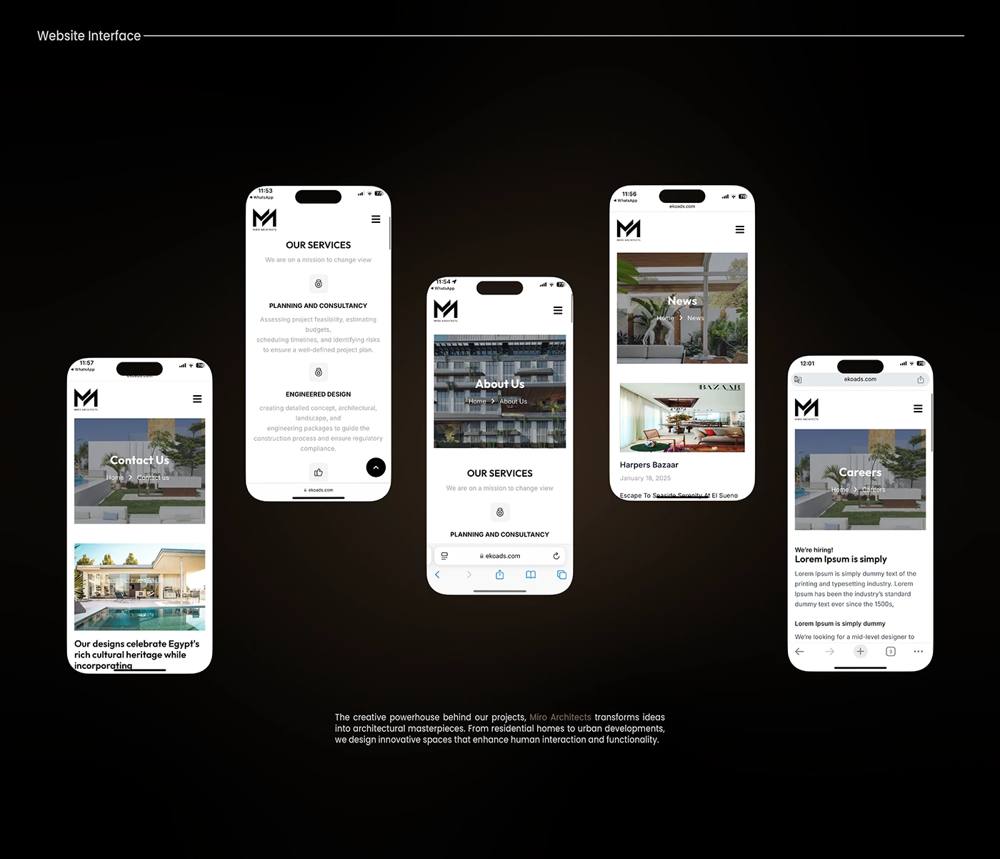 Website Interface
11:57
WhatsApp
MIRO ARCHITECTS
Contact Us
Home > Contact us
Our designs celebrate Egypt's
rich cultural heritage while
incorporating
11:53
WhatsApp
MIRO ARCHITECTS
OUR SERVICES
We are on a mission to change view
PLANNING AND CONSULTANCY
Assessing project feasibility, estimating
budgets,
scheduling timelines, and identifying risks
to ensure a well-defined project plan.
ENGINEERED DESIGN
creating detailed concept, architectural,
landscape, and
engineering packages to guide the
construction process and ensure regulatory
compliance.
ekoads.com
11:54
WhatsApp
MIRO ARCHITECTS
About Us
Home > About Us
OUR SERVICES
We are on a mission to change view
PLANNING AND CONSULTANCY
ekoads.com
11:56
WhatsApp
ekoads.com
MIRO ARCHITECTS
News
Home > News
BAZAAR
Harpers Bazaar
January 18, 2025
Escape To Seaside Serenity At El Sueno
12:01
ekoads.com
MIRO ARCHITECTS
Careers
Home > Careers
We're hiring!
Lorem Ipsum is simply
Lorem Ipsum is simply dummy text of the
printing and typesetting industry. Lorem
Ipsum has been the industry's standard
dummy text ever since the 1500s,
Lorem Ipsum is simply dummy
We're looking for a mid-level designer to
The creative powerhouse behind our projects, Miro Architects transforms ideas
into architectural masterpieces. From residential homes to urban developments,
we design innovative spaces that enhance human interaction and functionality.